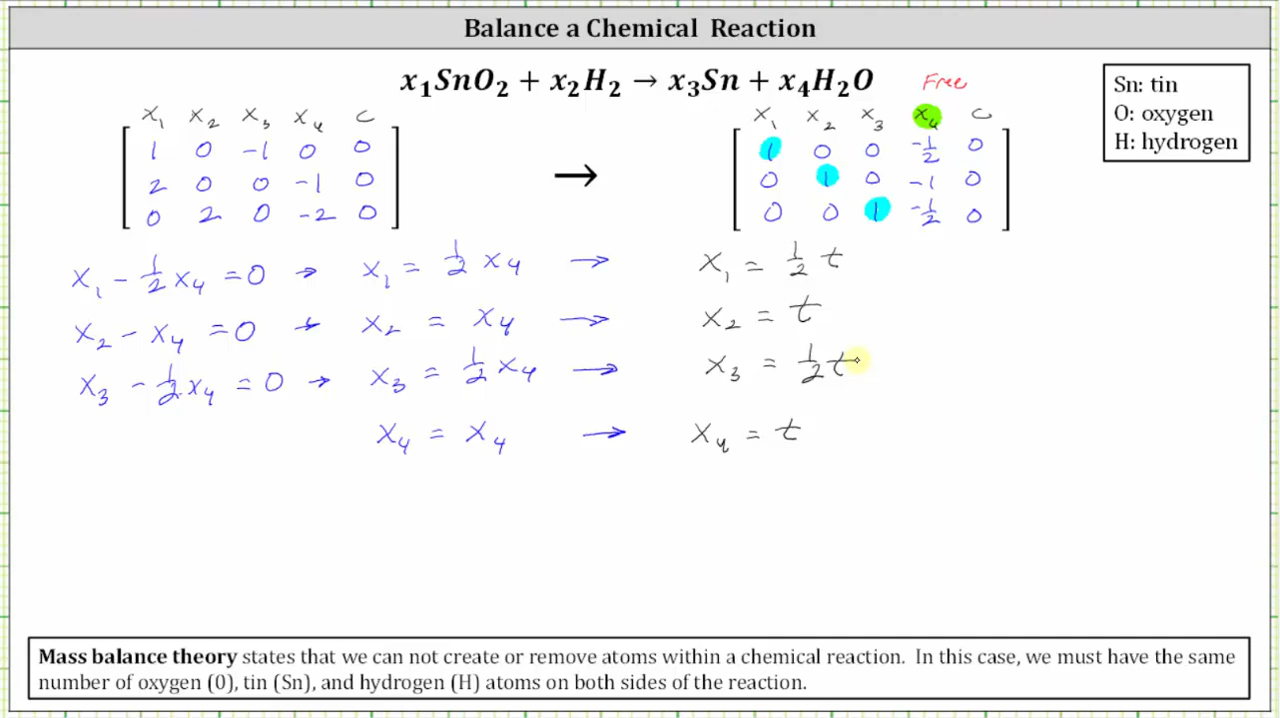 Balance a Chemical Reaction
x₁SnO₂ + x₂H₂ → x₃Sn + x₄H₂O
Free
Sn: tin
O: oxygen
H: hydrogen
x₁ x₂ x₃ x₄ C
1 0 -1 0 0
2 0 0 -1 0
0 2 0 -2 0
→
x₁ x₂ x₃ x₄ C
1 0 0 -1/2 0
0 1 0 -1 0
0 0 1 -1/2 0
x₁ - 1/2 x₄ = 0 → x₁ = 1/2 x₄ → x₁ = 1/2 t
x₂ - x₄ = 0 → x₂ = x₄ → x₂ = t
x₃ - 1/2 x₄ = 0 → x₃ = 1/2 x₄ → x₃ = 1/2 t
x₄ = x₄ → x₄ = t
Mass balance theory states that we can not create or remove atoms within a chemical reaction. In this case, we must have the same
number of oxygen (0), tin (Sn), and hydrogen (H) atoms on both sides of the reaction.